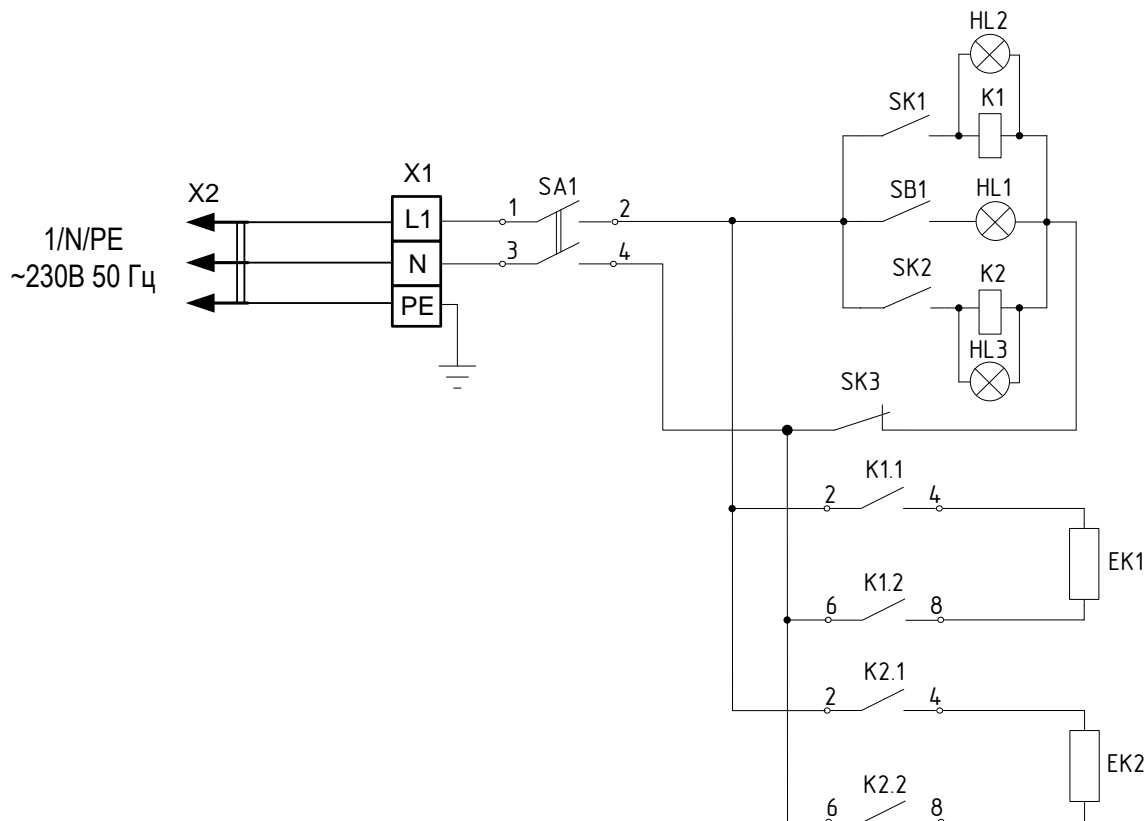 HL2
SK1
K1
X1
X2
SA1
SB1
HL1
L1
1
2
1/N/PE
N
3
4
SK2
K2
~230В 50 Гц
PE
HL3
SK3
K1.1
2
4
EK1
K1.2
6
8
K2.1
2
4
EK2
K2.2
6
8